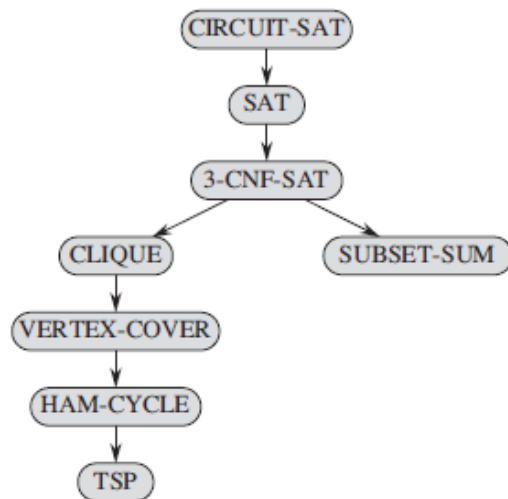 CIRCUIT-SAT
SAT
3-CNF-SAT
CLIQUE
SUBSET-SUM
VERTEX-COVER
HAM-CYCLE
TSP